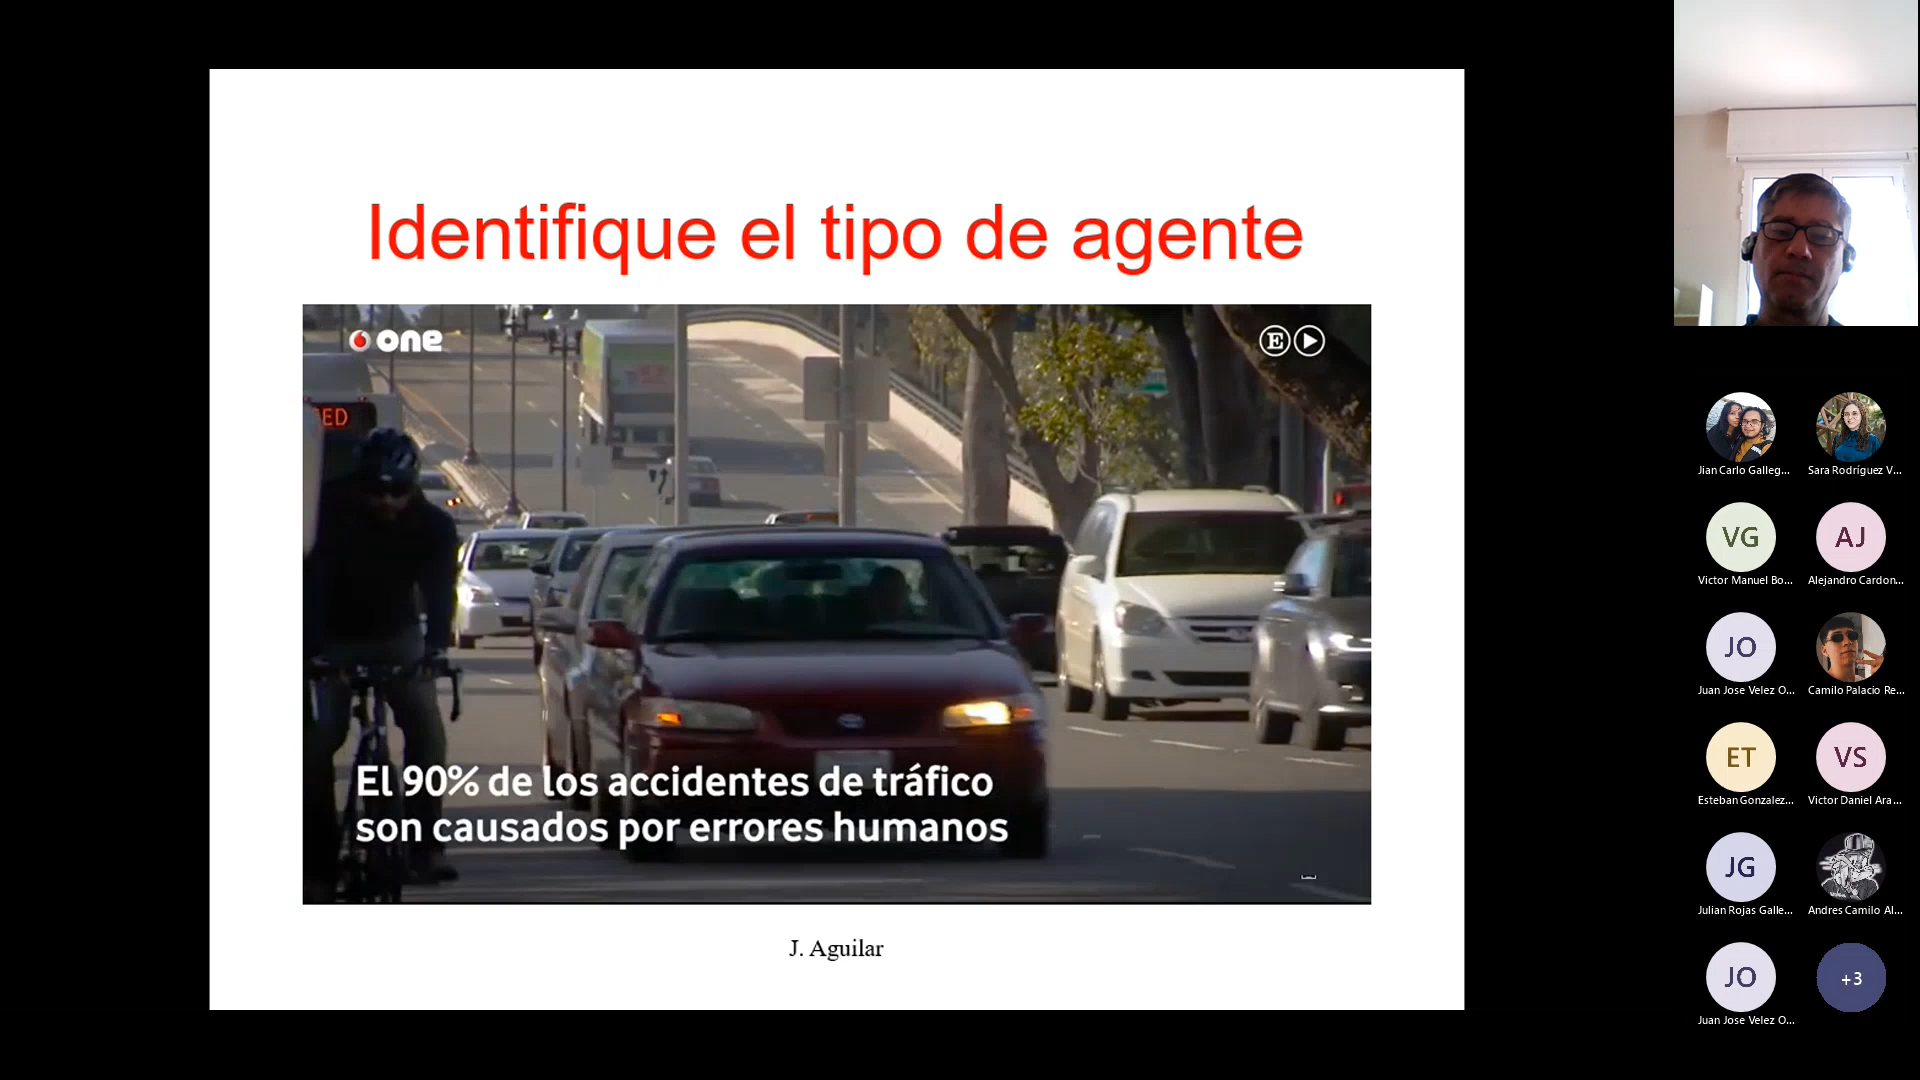 Identifique el tipo de agente
one
E
ED
El 90% de los accidentes de tráfico
son causados por errores humanos
J. Aguilar
Jian Carlo Galleg...
Sara Rodríguez V...
VG
AJ
Victor Manuel Bo...
Alejandro Cardon...
JO
Juan Jose Velez O...
Camilo Palacio Re...
ET
VS
Esteban Gonzalez...
Victor Daniel Ara...
JG
Julian Rojas Galle...
Andres Camilo Al...
JO
+3
Juan Jose Velez O...